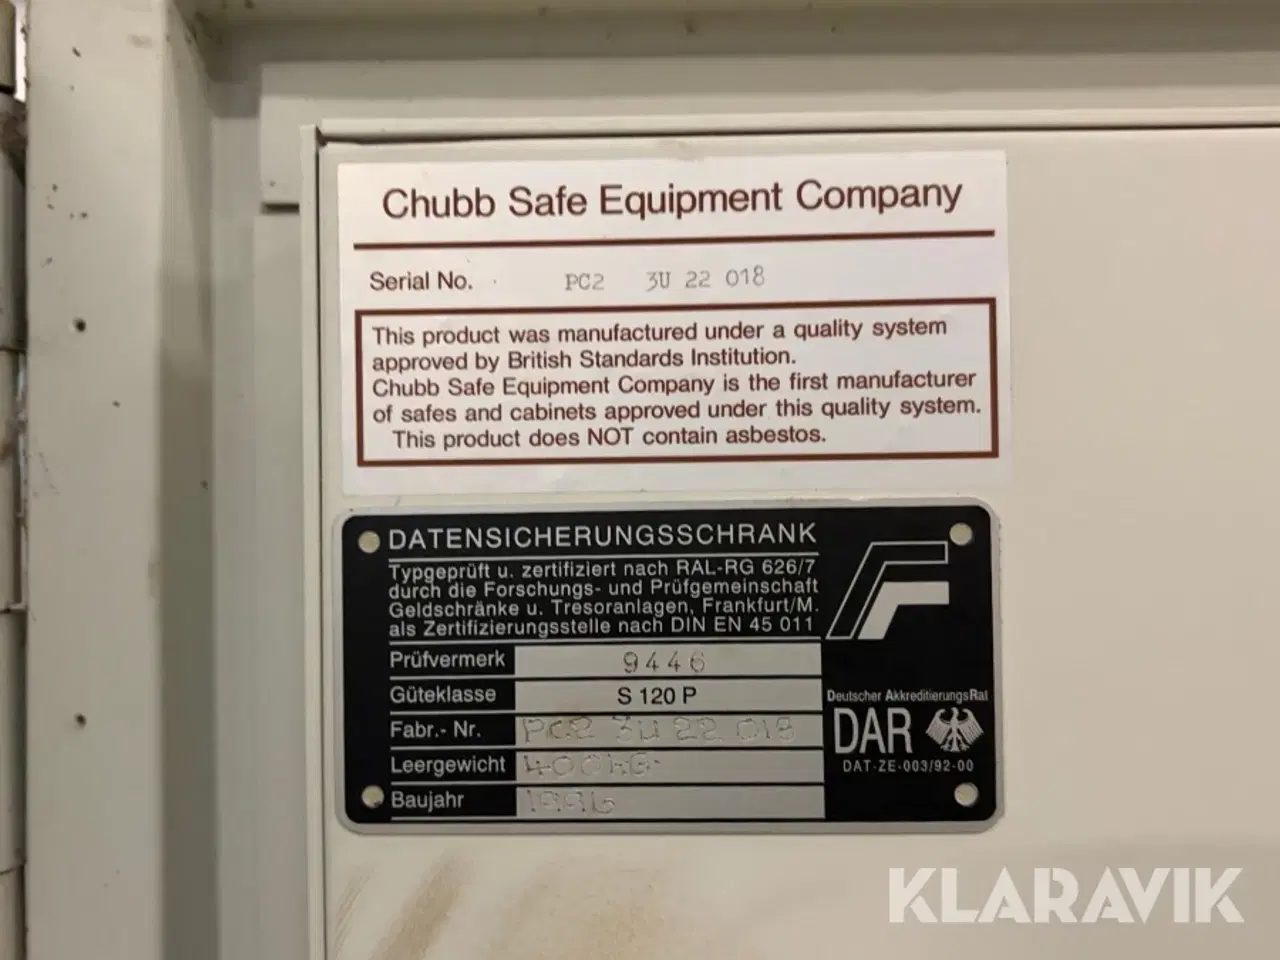 Chubb Safe Equipment Company
Serial No. PC2 3U 22 018
This product was manufactured under a quality system
approved by British Standards Institution.
Chubb Safe Equipment Company is the first manufacturer
of safes and cabinets approved under this quality system.
This product does NOT contain asbestos.
DATENSICHERUNGSSCHRANK
Typgeprüft u. zertifiziert nach RAL-RG 626/7
durch die Forschungs- und Prüfgemeinschaft
Geldschränke u. Tresoranlagen, Frankfurt/M.
als Zertifizierungsstelle nach DIN EN 45 011
Prüfvermerk 9446
Güteklasse S 120 P
Fabr.- Nr. PC2 3U 22 018
Leergewicht 400KG
Baujahr 1996
Deutscher AkkreditierungsRat
DAR
DAT-ZE-003/92-00
KLARAVIK